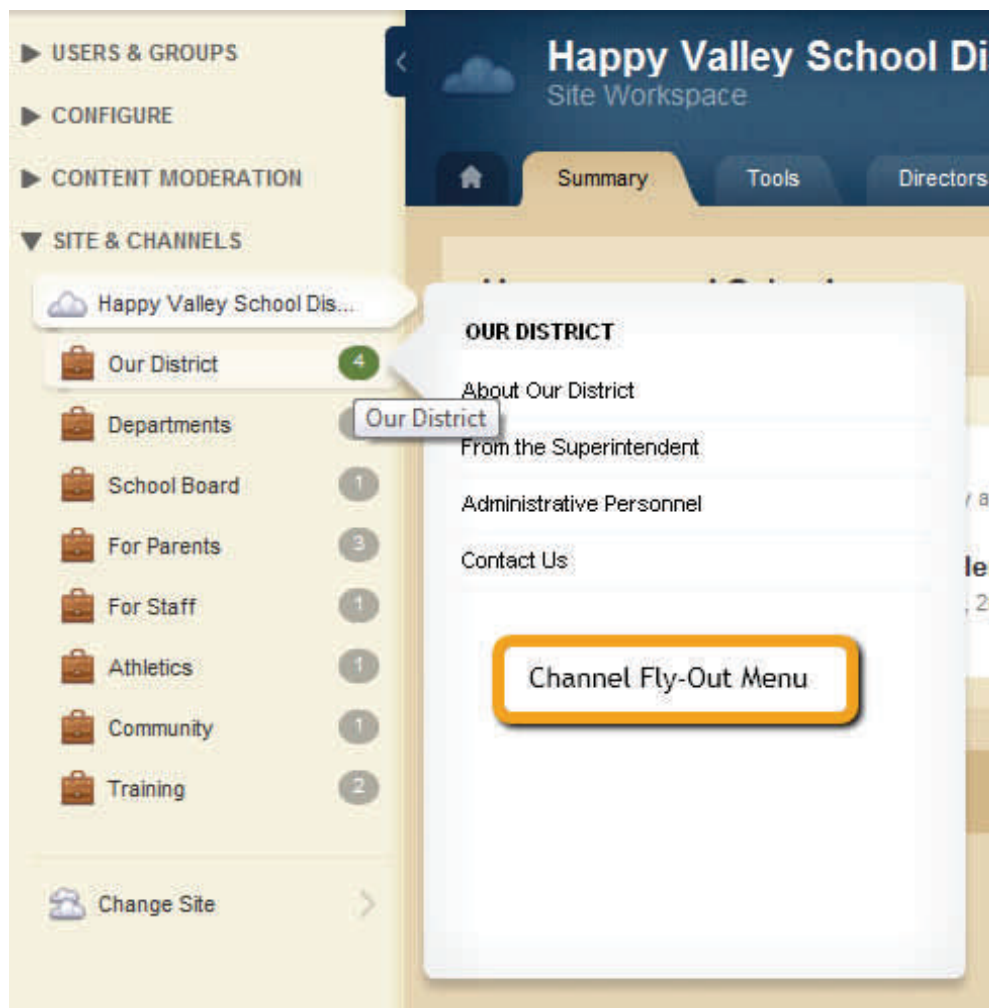 USERS & GROUPS
CONFIGURE
CONTENT MODERATION
SITE & CHANNELS
Happy Valley School Dis...
Our District 4
Departments
School Board 1
For Parents 3
For Staff 1
Athletics 1
Community 1
Training 2
Change Site
Happy Valley School Di
Site Workspace
Summary
Tools
Directors
OUR DISTRICT
About Our District
Our District
From the Superintendent
Administrative Personnel
Contact Us
Channel Fly-Out Menu